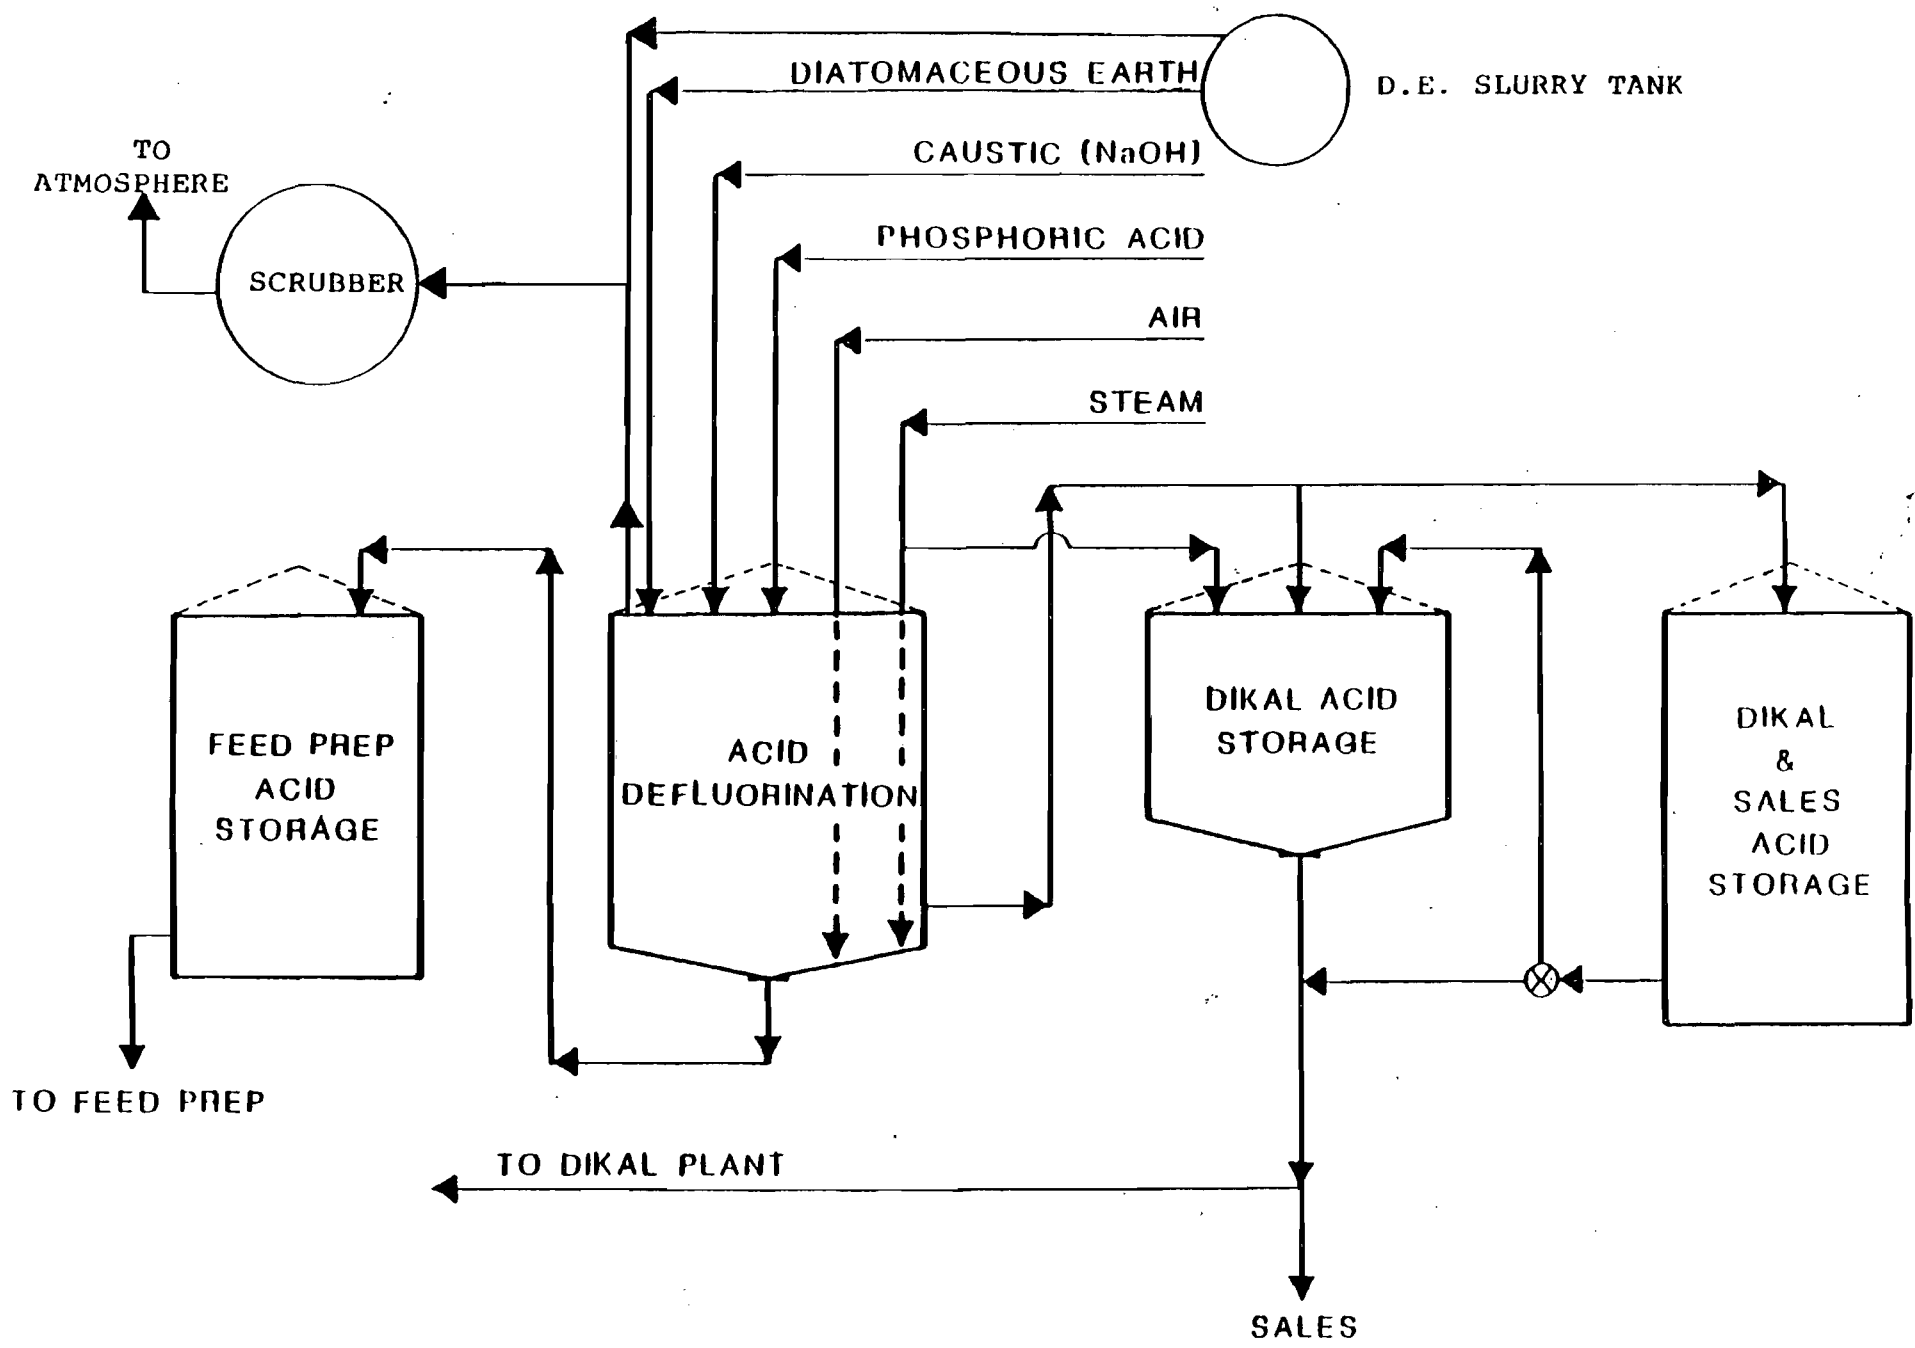 DIATOMACEOUS EARTH
D.E. SLURRY TANK
TO
ATMOSPHERE
CAUSTIC (NaOH)
PHOSPHORIC ACID
SCRUBBER
AIR
STEAM
FEED PREP
ACID
STORAGE
ACID
DEFLUORINATION
DIKAL ACID
STORAGE
DIKAL
&
SALES
ACID
STORAGE
TO FEED PREP
TO DIKAL PLANT
SALES